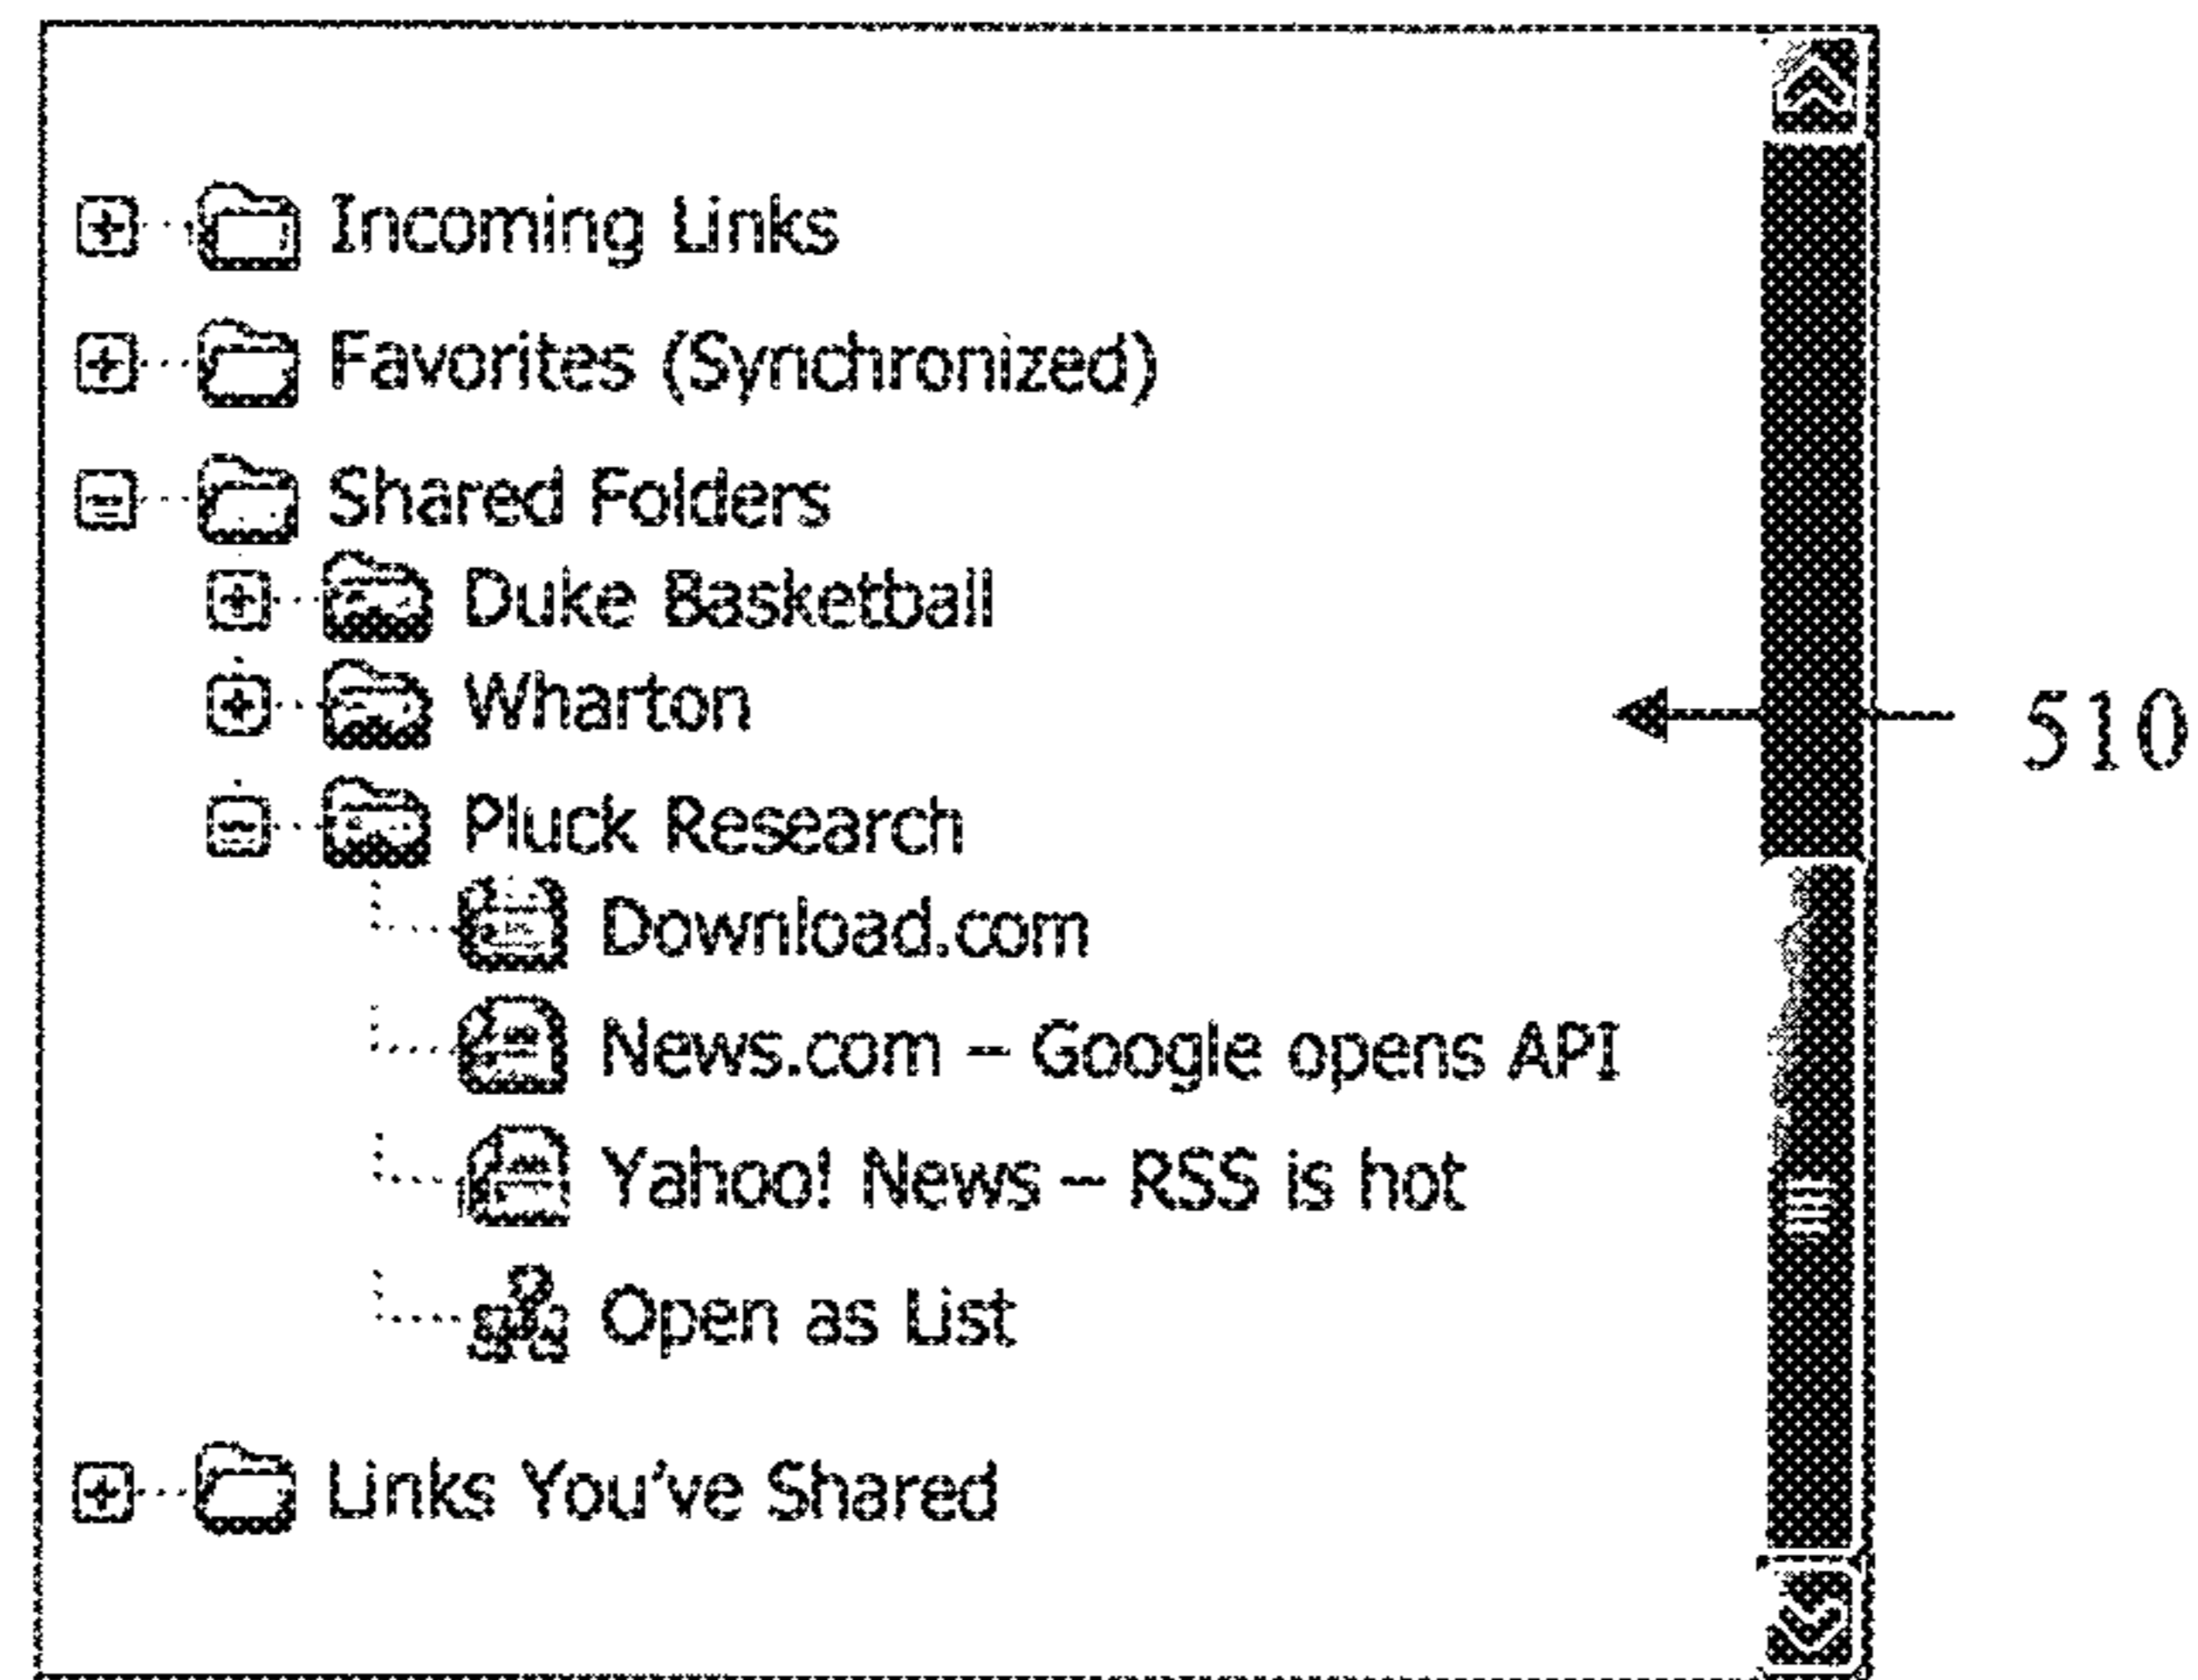 Incoming Links
Favorites (Synchronized)
Shared Folders
Duke Basketball
Wharton
510
Pluck Research
Download.com
News.com – Google opens API
Yahoo! News – RSS is hot
Open as List
Links You've Shared